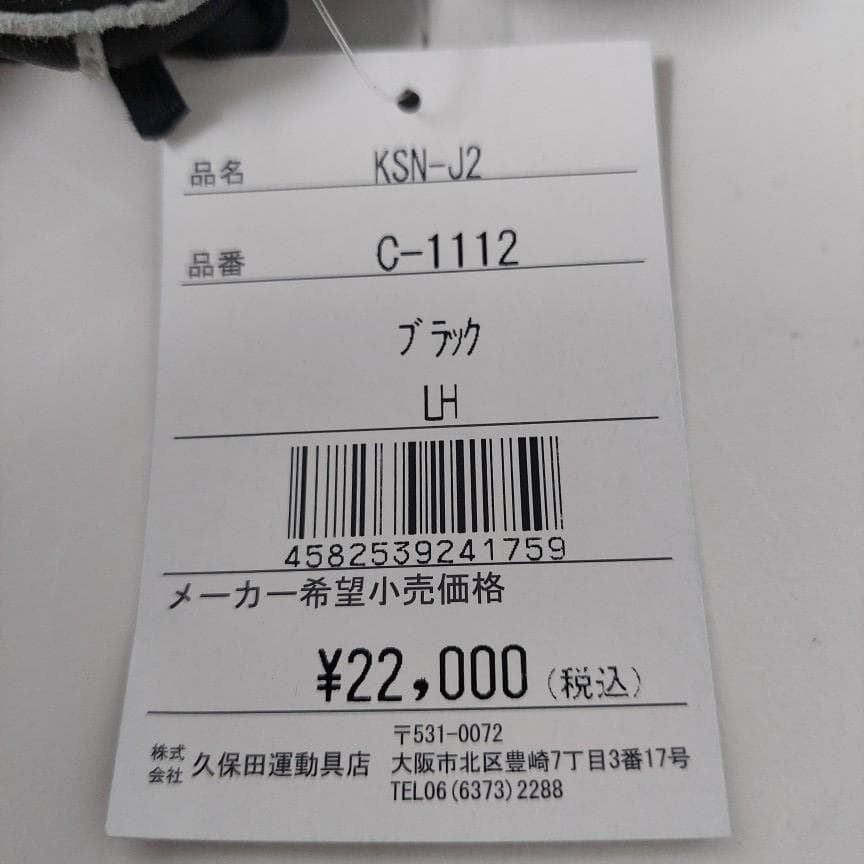 品名 KSN-J2
品番 C-1112
ブラック
LH
4582539241759
メーカー希望小売価格
¥22,000(税込)
株式会社 久保田運動具店
〒531-0072
大阪市北区豊崎7丁目3番17号
TEL06(6373)2288